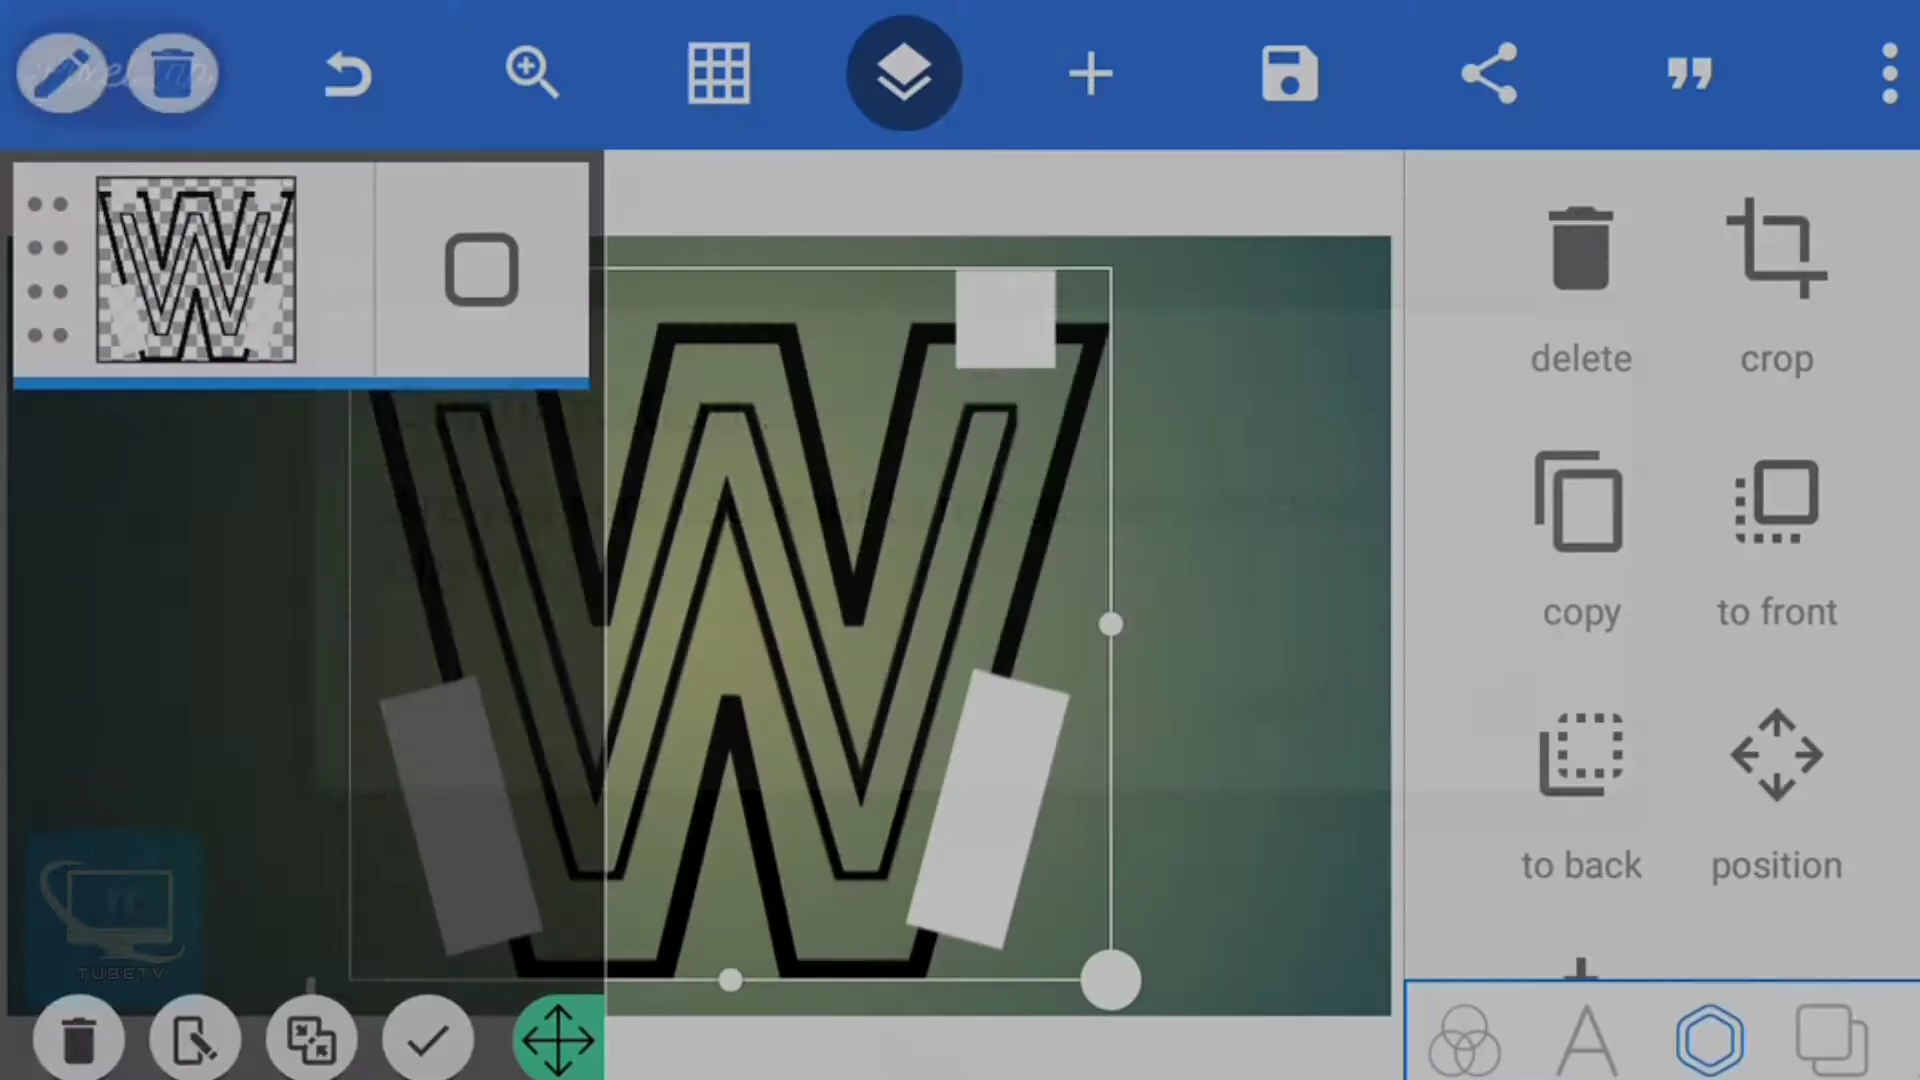 delete
crop
copy
to front
to back
position
TUBETV